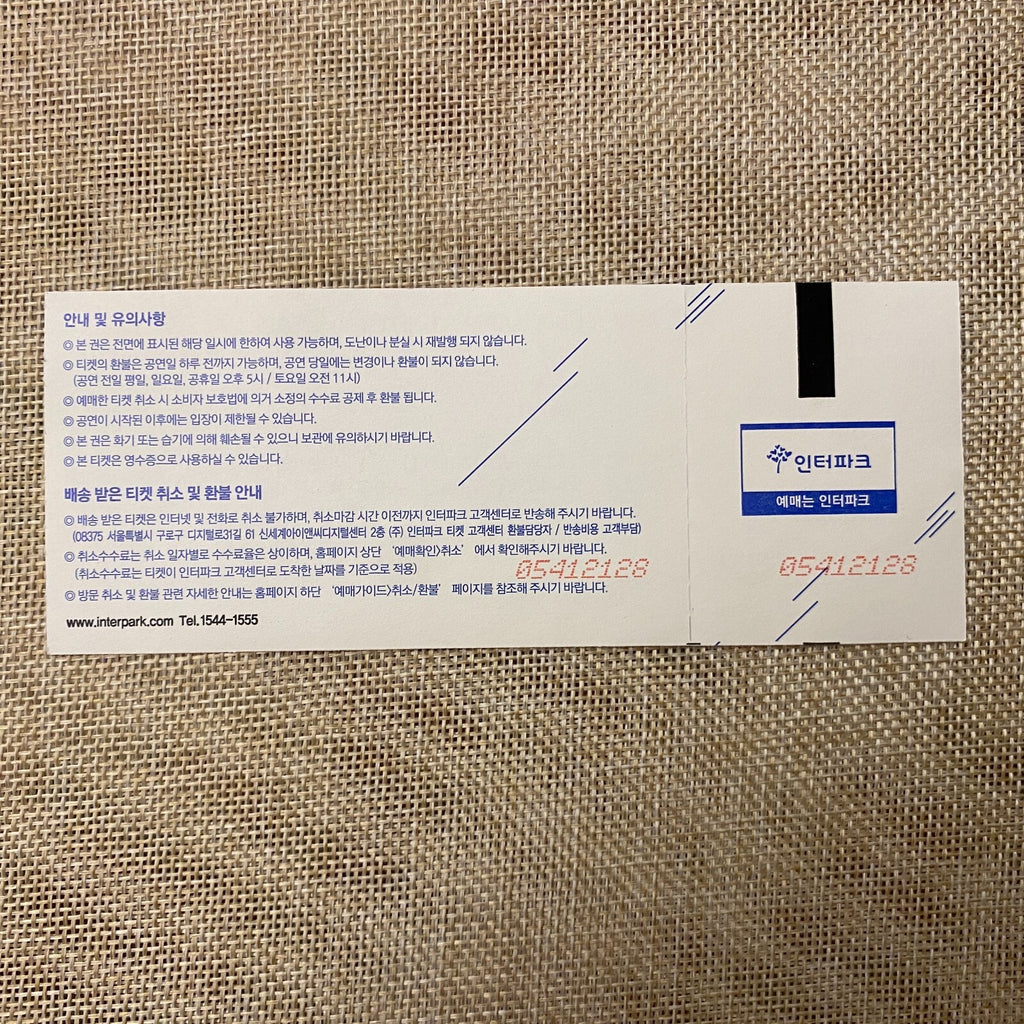 안내 및 유의사항
◎ 본 권은 전면에 표시된 해당 일시에 한하여 사용 가능하며, 도난이나 분실 시 재발행 되지 않습니다.
◎ 티켓의 환불은 공연일 하루 전까지 가능하며, 공연 당일에는 변경이나 환불이 되지 않습니다.
(공연 전일 평일, 일요일, 공휴일 오후 5시 / 토요일 오전 11시)
◎ 예매한 티켓 취소 시 소비자 보호법에 의거 소정의 수수료 공제 후 환불 됩니다.
◎ 공연이 시작된 이후에는 입장이 제한될 수 있습니다.
◎ 본 권은 화기 또는 습기에 의해 훼손될 수 있으니 보관에 유의하시기 바랍니다.
◎ 본 티켓은 영수증으로 사용하실 수 있습니다.
배송 받은 티켓 취소 및 환불 안내
◎ 배송 받은 티켓은 인터넷 및 전화로 취소 불가하며, 취소마감 시간 이전까지 인터파크 고객센터로 반송해 주시기 바랍니다.
(08375 서울특별시 구로구 디지털로31길 61 신세계아이앤씨디지털센터 2층 (주) 인터파크 티켓 고객센터 환불담당자 / 반송비용 고객부담)
◎ 취소수수료는 취소 일자별로 수수료율은 상이하며, 홈페이지 상단 ‘예매확인>취소’ 에서 확인해주시기 바랍니다.
(취소수수료는 티켓이 인터파크 고객센터로 도착한 날짜를 기준으로 적용)
05412128
◎ 방문 취소 및 환불 관련 자세한 안내는 홈페이지 하단 ‘예매가이드>취소/환불’ 페이지를 참조해 주시기 바랍니다.
www.interpark.com Tel.1544-1555
인터파크
예매는 인터파크
05412128